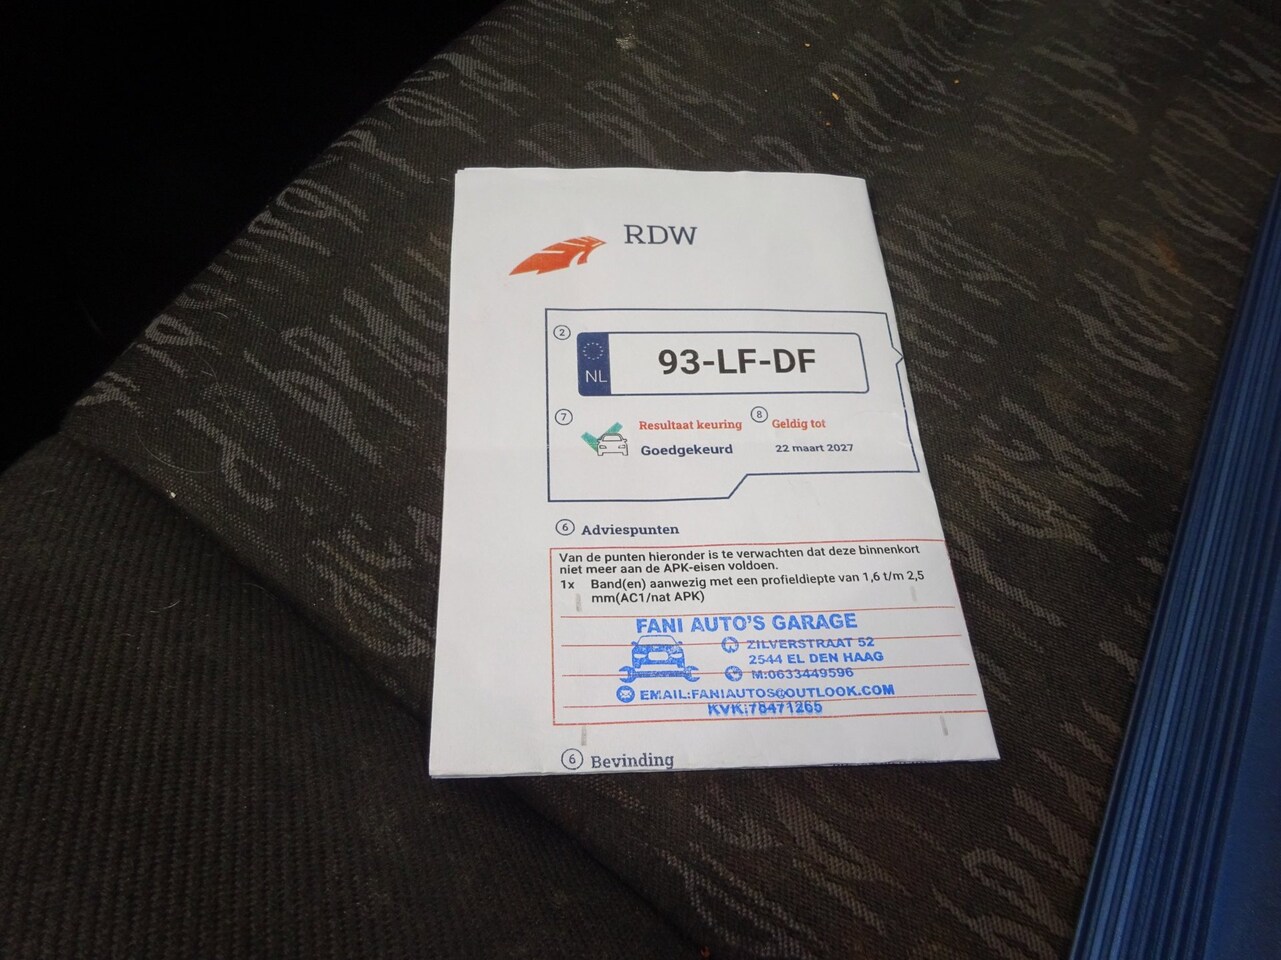 RDW
2
NL
93-LF-DF
7
Resultaat keuring
8
Geldig tot
Goedgekeurd
22 maart 2027
6 Adviespunten
Van de punten hieronder is te verwachten dat deze binnenkort
niet meer aan de APK-eisen voldoen.
1x Band(en) aanwezig met een profieldiepte van 1,6 t/m 2,5
mm(AC1/nat APK)
FANI AUTO'S GARAGE
ZILVERSTRAAT 52
2544 EL DEN HAAG
M:0633449596
EMAIL:FANIAUTOS@OUTLOOK.COM
KVK:78471265
6 Bevinding